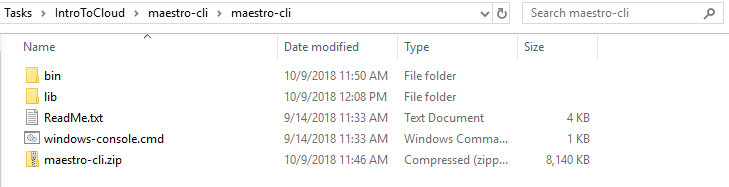 Tasks > IntroToCloud > maestro-cli > maestro-cli Search maestro-cli
Name Date modified Type Size
bin 10/9/2018 11:50 AM File folder
lib 10/9/2018 12:08 PM File folder
ReadMe.txt 9/14/2018 11:33 AM Text Document 4 KB
windows-console.cmd 9/14/2018 11:33 AM Windows Comma... 1 KB
maestro-cli.zip 10/9/2018 11:46 AM Compressed (zipp... 8,140 KB